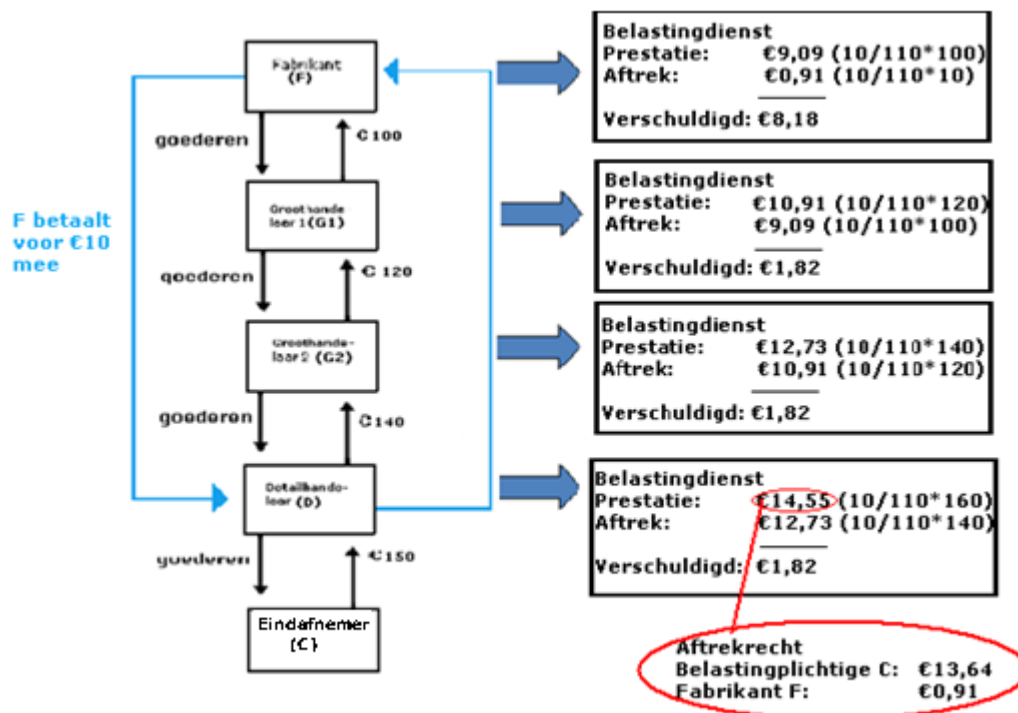 Fabrikant
(F)
goederen
€100
F betaalt
voor €10
mee
Groothande
laar 1(G1)
goederen
€120
Groothande-
laar2 (G2)
goederen
€140
Detailhande-
laar (D)
goederen
€150
Eindafnemer
(C)
Belastingdienst
Prestatie: €9,09 (10/110*100)
Aftrek: €0,91 (10/110*10)
Verschuldigd: €8,18
Belastingdienst
Prestatie: €10,91 (10/110*120)
Aftrek: €9,09 (10/110*100)
Verschuldigd: €1,82
Belastingdienst
Prestatie: €12,73 (10/110*140)
Aftrek: €10,91 (10/110*120)
Verschuldigd: €1,82
Belastingdienst
Prestatie: €14,55 (10/110*160)
Aftrek: €12,73 (10/110*140)
Verschuldigd: €1,82
Aftrekrecht
Belastingplichtige C: €13,64
Fabrikant F: €0,91